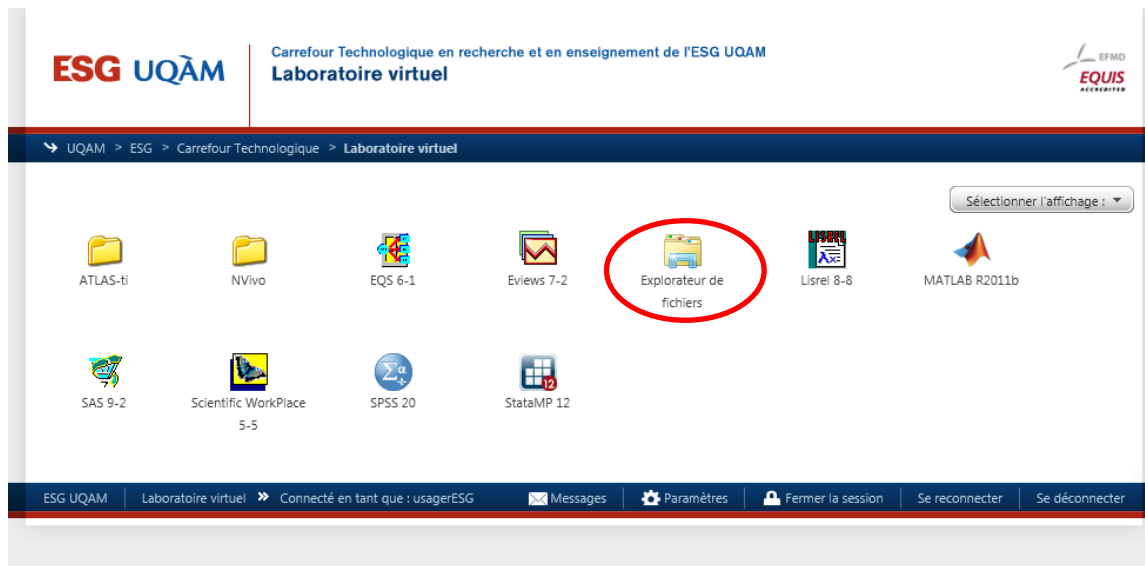 ESG UQÀM
Carrefour Technologique en recherche et en enseignement de l'ESG UQAM
Laboratoire virtuel
EFMD
EQUIS
ACCREDITED
UQAM > ESG > Carrefour Technologique > Laboratoire virtuel
Sélectionner l'affichage :
ATLAS-ti
NVivo
EQS 6-1
Eviews 7-2
Explorateur de
fichiers
Lisrel 8-8
MATLAB R2011b
SAS 9-2
Scientific WorkPlace
5-5
SPSS 20
StataMP 12
ESG UQAM Laboratoire virtuel Connecté en tant que : usagerESG Messages Paramètres Fermer la session Se reconnecter Se déconnecter